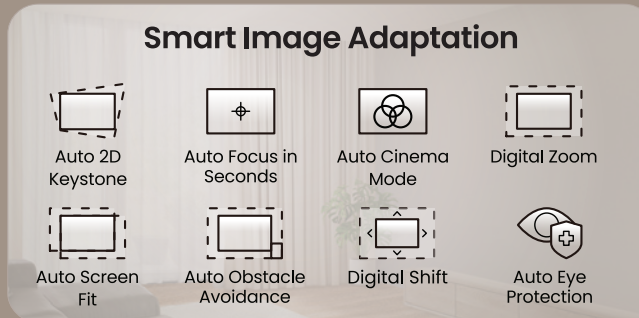 Smart Image Adaptation
Auto 2D
Keystone
Auto Focus in
Seconds
Auto Cinema
Mode
Digital Zoom
Auto Screen
Fit
Auto Obstacle
Avoidance
Digital Shift
Auto Eye
Protection